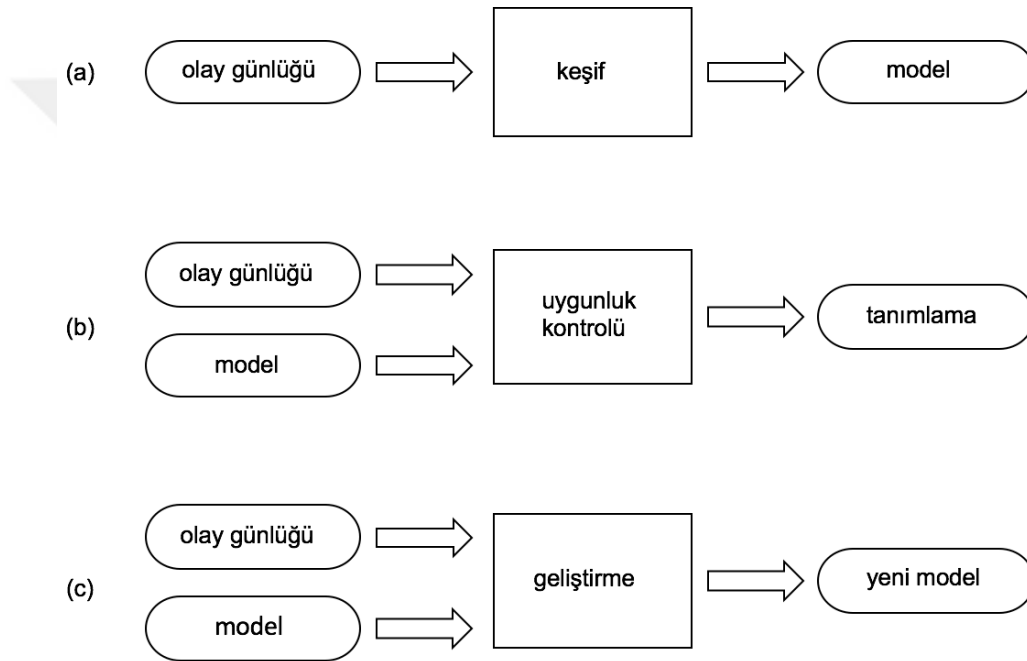 (a)
olay günlüğü
keşif
model
(b)
olay günlüğü
model
uygunluk
kontrolü
tanımlama
(c)
olay günlüğü
model
geliştirme
yeni model